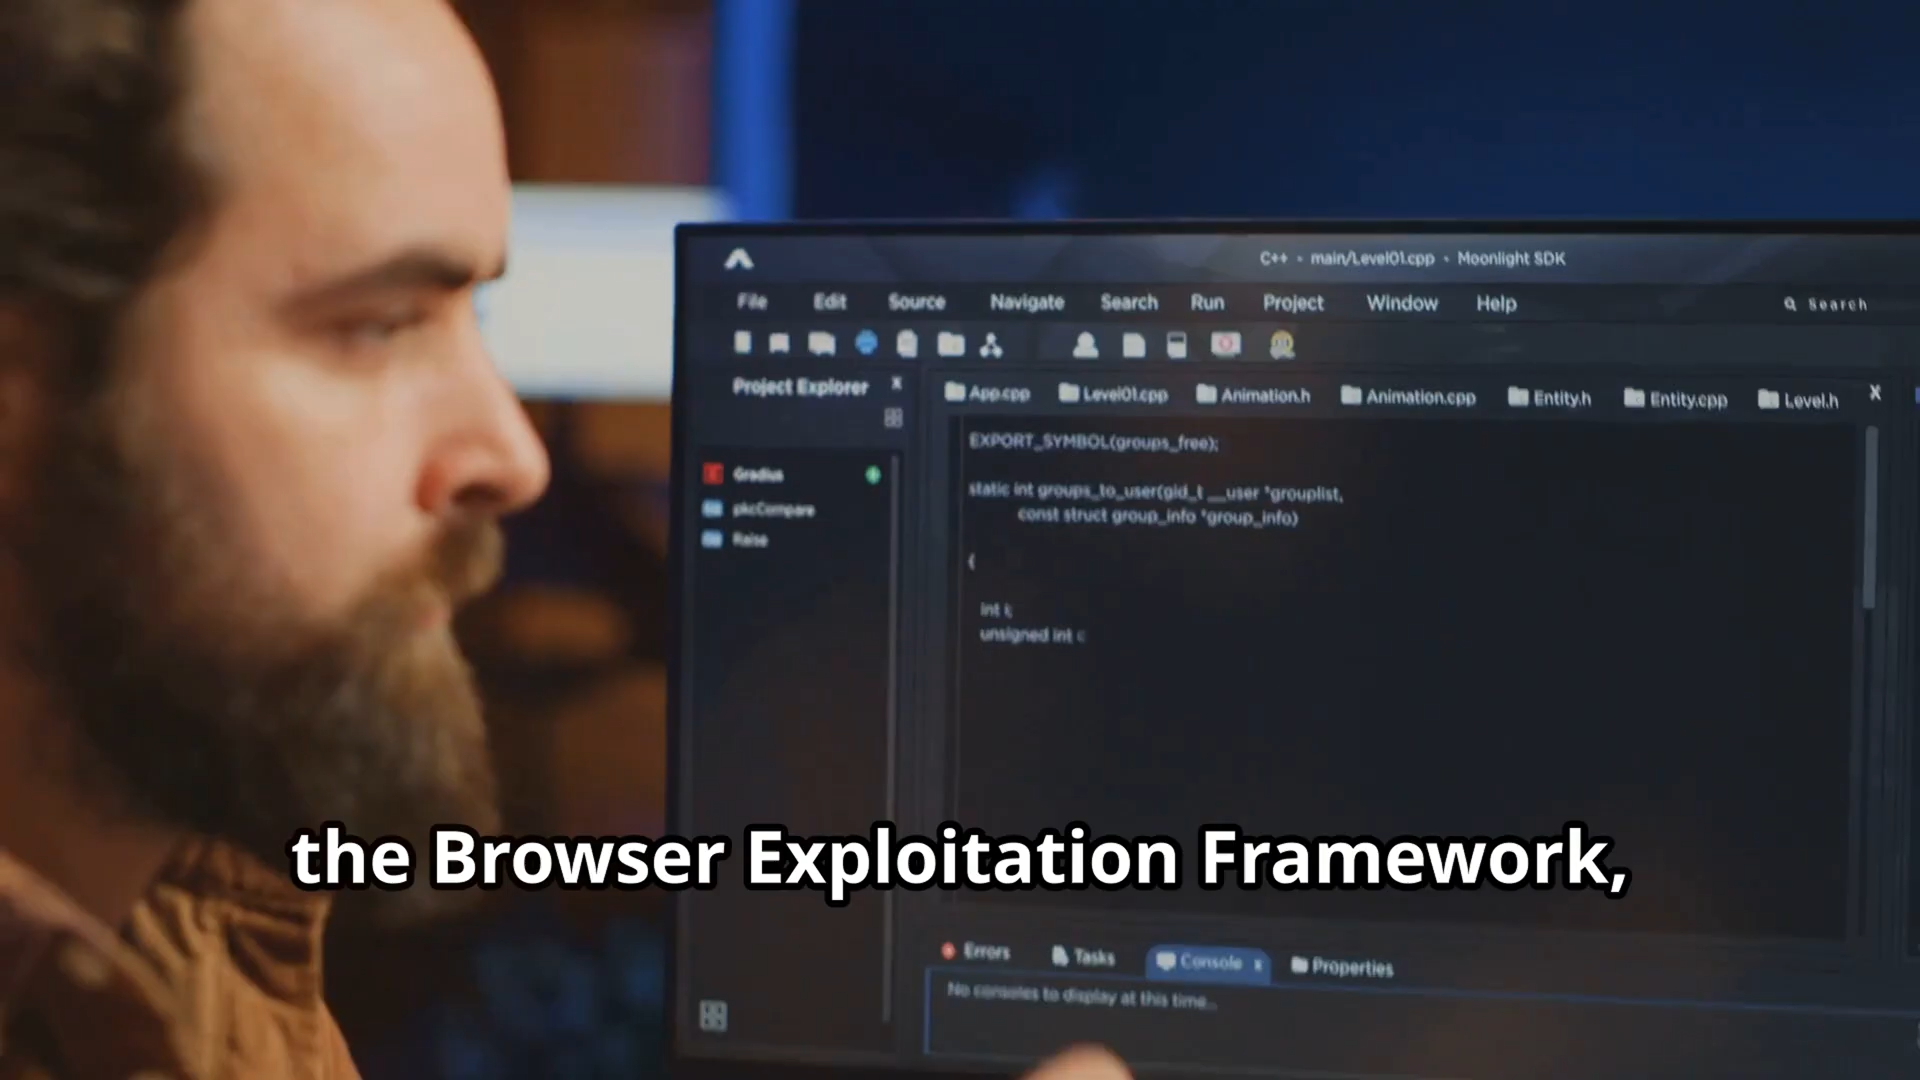 C++ - main/Level01.cpp - Moonlight SDK
File Edit Source Navigate Search Run Project Window Help Search
Project Explorer x
App.cpp Level01.cpp Animation.h Animation.cpp Entity.h Entity.cpp Level.h x
EXPORT_SYMBOL(groups_free);
Gradius
static int groups_to_user(gid_t __user *grouplist,
pkcCompare
const struct group_info *group_info)
Raise
{
int i;
unsigned int c
the Browser Exploitation Framework,
Errors Tasks Console x Properties
No consoles to display at this time...